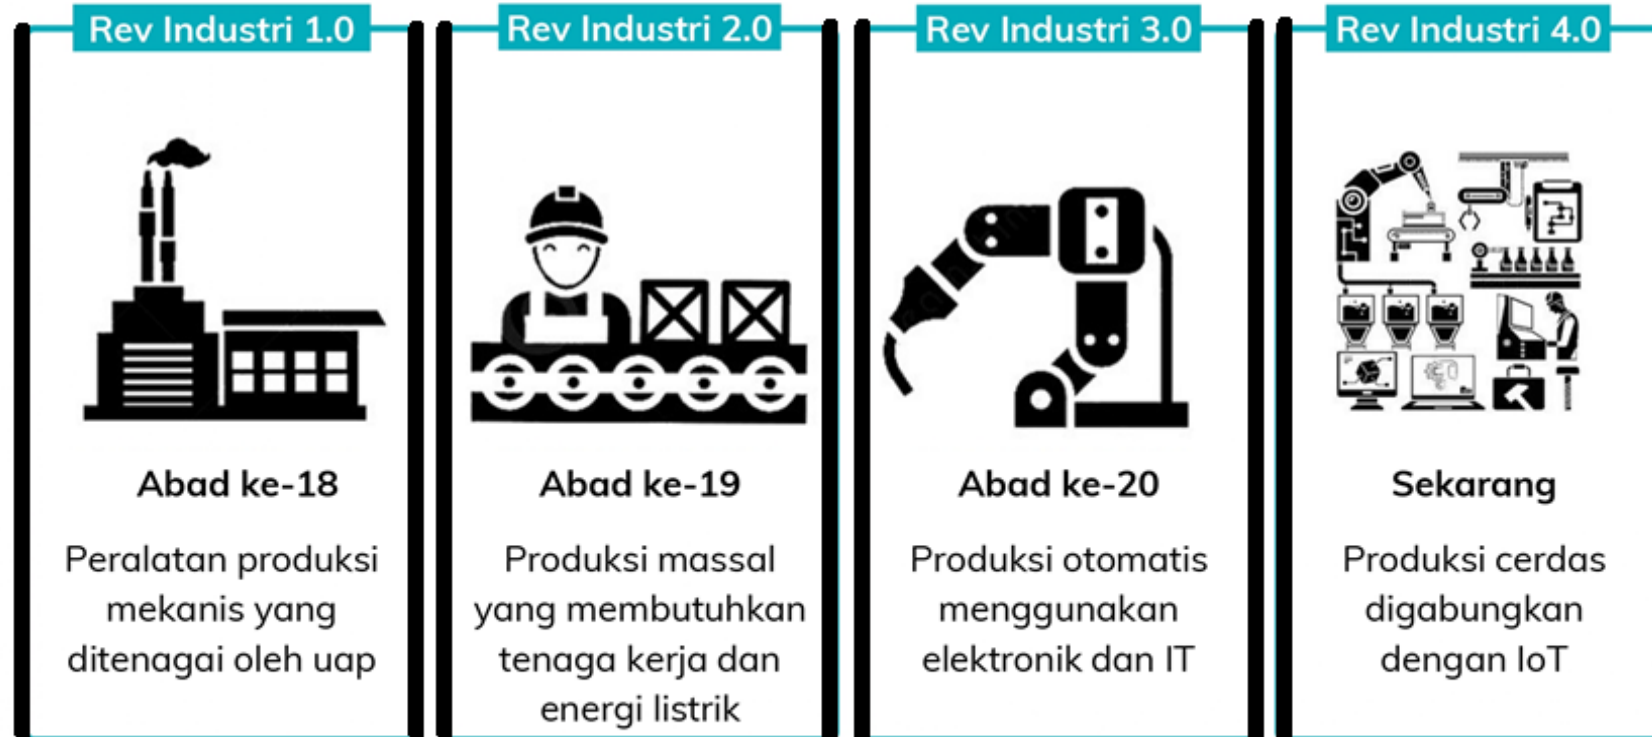 Rev Industri 1.0
Abad ke-18
Peralatan produksi
mekanis yang
ditenagai oleh uap
Rev Industri 2.0
Abad ke-19
Produksi massal
yang membutuhkan
tenaga kerja dan
energi listrik
Rev Industri 3.0
Abad ke-20
Produksi otomatis
menggunakan
elektronik dan IT
Rev Industri 4.0
Sekarang
Produksi cerdas
digabungkan
dengan IoT